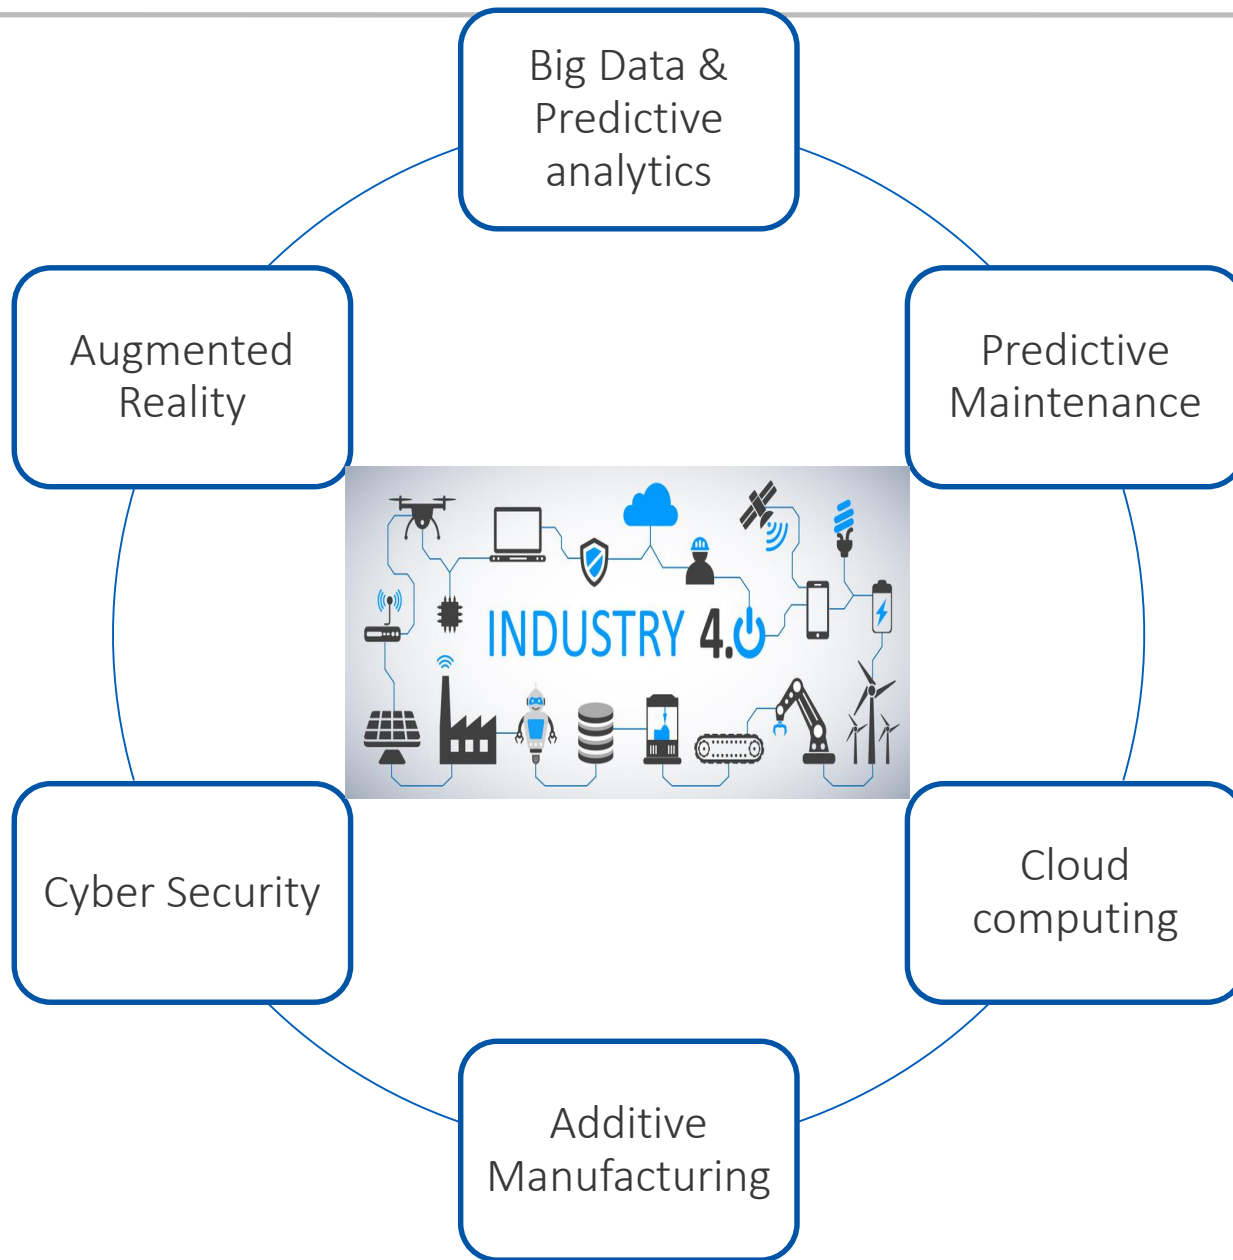 Big Data &
Predictive
analytics
Augmented
Reality
Predictive
Maintenance
INDUSTRY 4.0
Cyber Security
Cloud
computing
Additive
Manufacturing